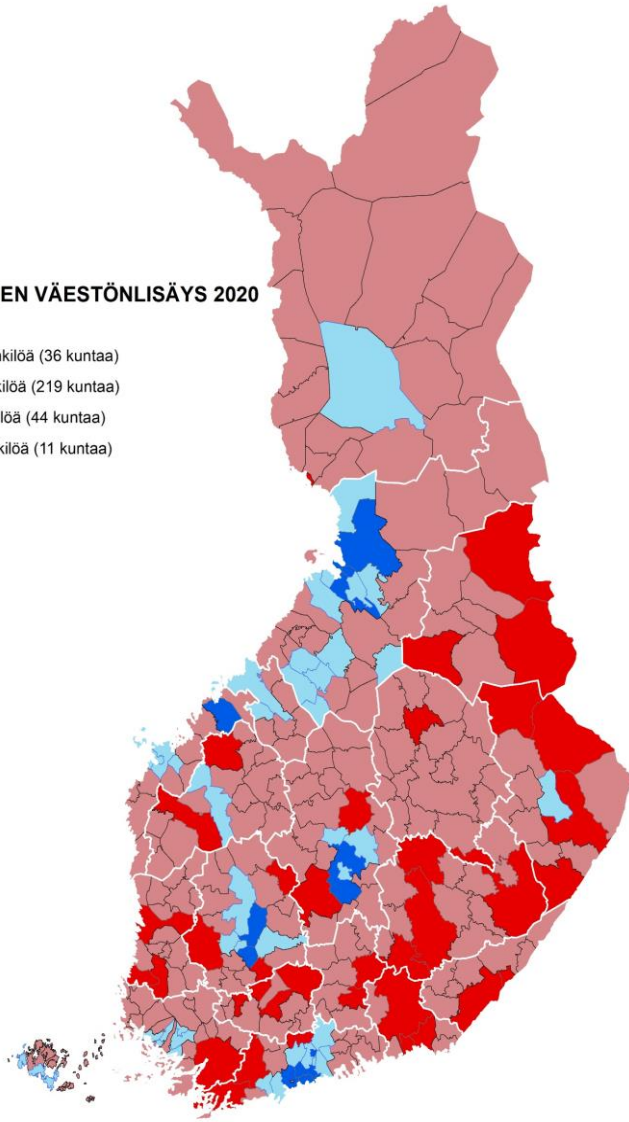 EN VÄESTÖNLISÄYS 2020
kilöä (36 kuntaa)
kilöä (219 kuntaa)
löä (44 kuntaa)
kilöä (11 kuntaa)